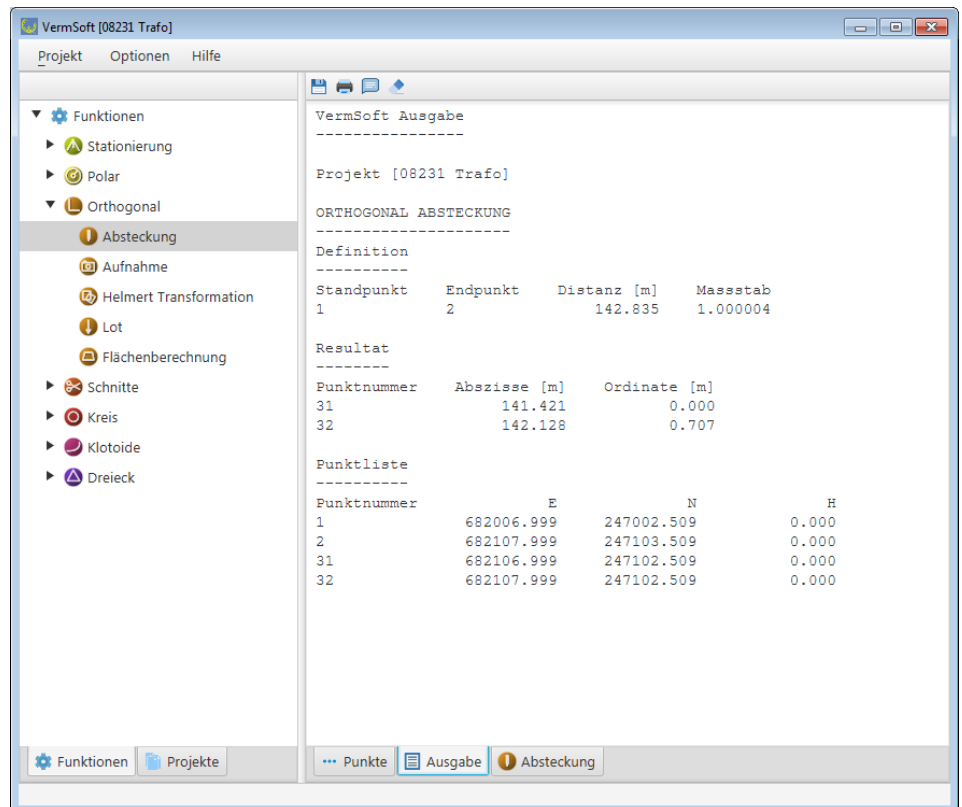 VermSoft [08231 Trafo]
Projekt Optionen Hilfe
Funktionen
Stationierung
Polar
Orthogonal
Absteckung
Aufnahme
Helmert Transformation
Lot
Flächenberechnung
Schnitte
Kreis
Klotoide
Dreieck
Funktionen Projekte
VermSoft Ausgabe
----------------
Projekt [08231 Trafo]
ORTHOGONAL ABSTECKUNG
---------------------
Definition
----------
Standpunkt Endpunkt Distanz [m] Massstab
1 2 142.835 1.000004
Resultat
--------
Punktnummer Abszisse [m] Ordinate [m]
31 141.421 0.000
32 142.128 0.707
Punktliste
----------
Punktnummer E N H
1 682006.999 247002.509 0.000
2 682107.999 247103.509 0.000
31 682106.999 247102.509 0.000
32 682107.999 247102.509 0.000
Punkte Ausgabe Absteckung